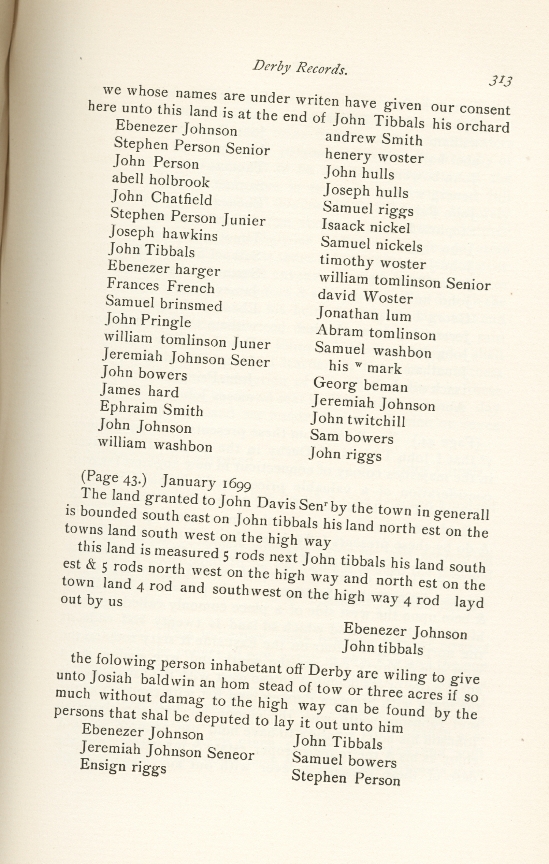 Derby Records.
313
we whose names are under writen have given our consent
here unto this land is at the end of John Tibbals his orchard
Ebenezer Johnson
Stephen Person Senior
John Person
abell holbrook
John Chatfield
Stephen Person Junier
Joseph hawkins
John Tibbals
Ebenezer harger
Frances French
Samuel brinsmed
John Pringle
william tomlinson Juner
Jeremiah Johnson Sener
John bowers
James hard
Ephraim Smith
John Johnson
william washbon
andrew Smith
henery woster
John hulls
Joseph hulls
Samuel riggs
Isaack nickel
Samuel nickels
timothy woster
william tomlinson Senior
david Woster
Jonathan lum
Abram tomlinson
Samuel washbon
his w mark
Georg beman
Jeremiah Johnson
John twitchill
Sam bowers
John riggs
(Page 43.) January 1699
The land granted to John Davis Senr by the town in generall
is bounded south east on John tibbals his land north est on the
towns land south west on the high way
this land is measured 5 rods next John tibbals his land south
est & 5 rods north west on the high way and north est on the
town land 4 rod and southwest on the high way 4 rod layd
out by us
Ebenezer Johnson
John tibbals
the folowing person inhabetant off Derby are wiling to give
unto Josiah baldwin an hom stead of tow or three acres if so
much without damag to the high way can be found by the
persons that shal be deputed to lay it out unto him
Ebenezer Johnson
Jeremiah Johnson Seneor
Ensign riggs
John Tibbals
Samuel bowers
Stephen Person